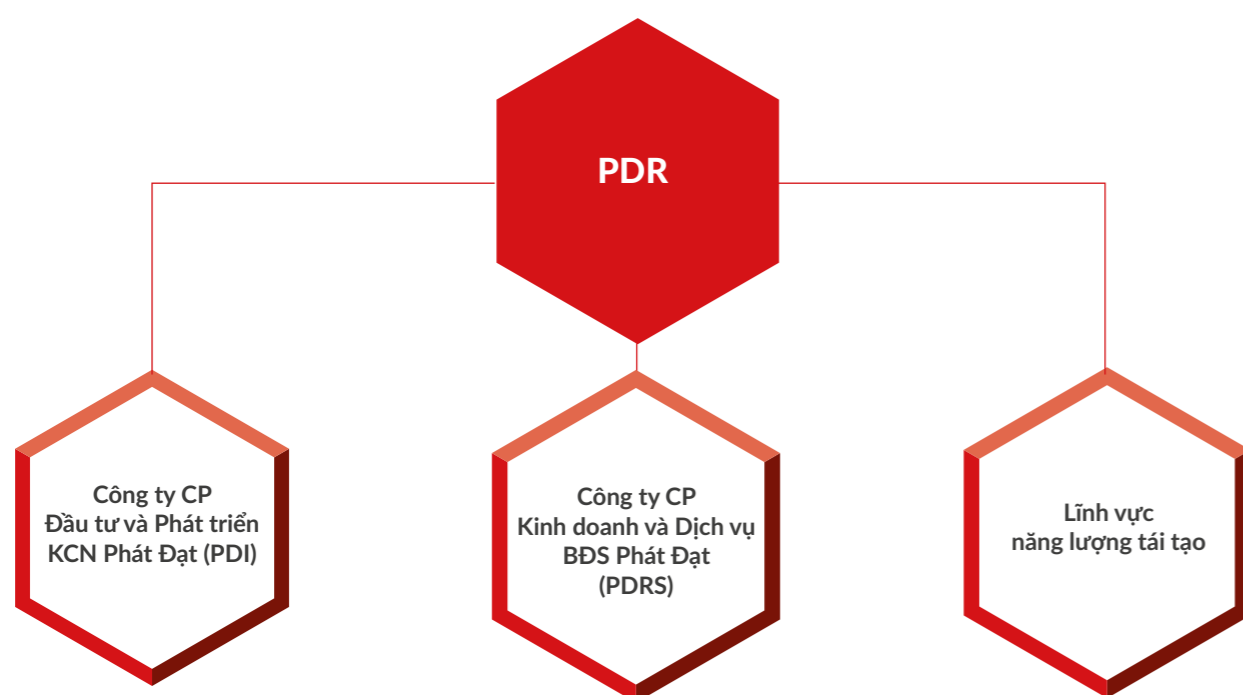 PDR
Công ty CP
Đầu tư và Phát triển
KCN Phát Đạt (PDI)
Công ty CP
Kinh doanh và Dịch vụ
BĐS Phát Đạt
(PDRS)
Lĩnh vực
năng lượng tái tạo